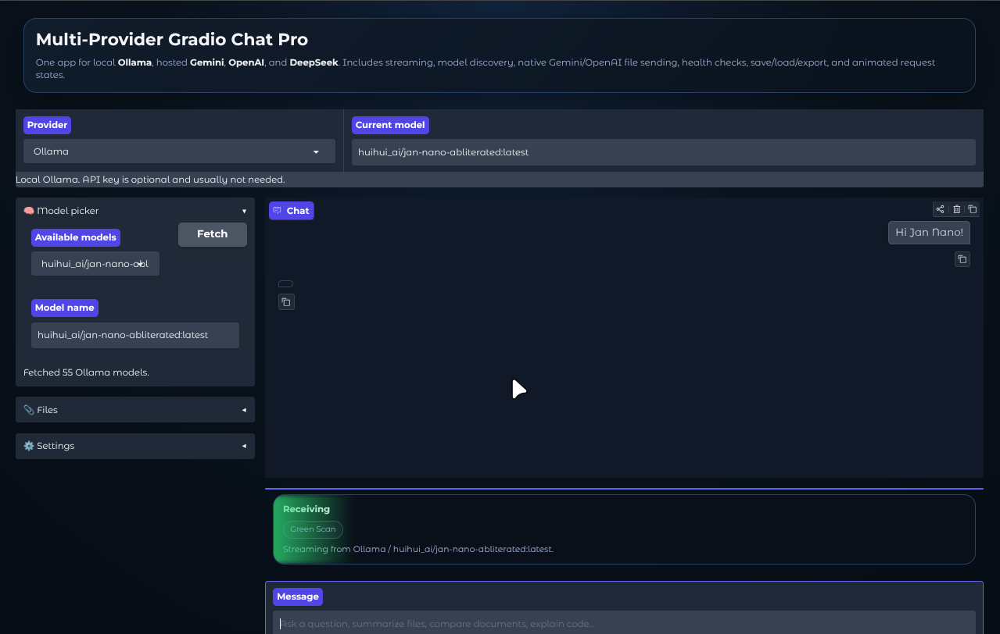 Multi-Provider Gradio Chat Pro
One app for local Ollama, hosted Gemini, OpenAI, and DeepSeek. Includes streaming, model discovery, native Gemini/OpenAI file sending, health checks, save/load/export, and animated request
states.
Provider
Ollama
Current model
huihui_ai/jan-nano-abliterated:latest
Local Ollama. API key is optional and usually not needed.
🧠 Model picker
Available models
Fetch
huihui_ai/jan-nano-abli
Model name
huihui_ai/jan-nano-abliterated:latest
Fetched 55 Ollama models.
📎 Files
⚙️ Settings
Chat
Hi Jan Nano!
Receiving
Green Scan
Streaming from Ollama / huihui_ai/jan-nano-abliterated:latest.
Message
Ask a question, summarize files, compare documents, explain code...